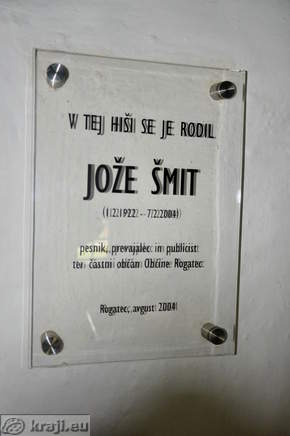 V TEJ HIŠI SE JE RODIL
JOŽE ŠMIT
(1.2.1922 - 7.2.2004)
pesnik, prevajalec in publicist
ter častni občan Občine Rogatec.
Rogatec, avgust 2004
kraji.eu